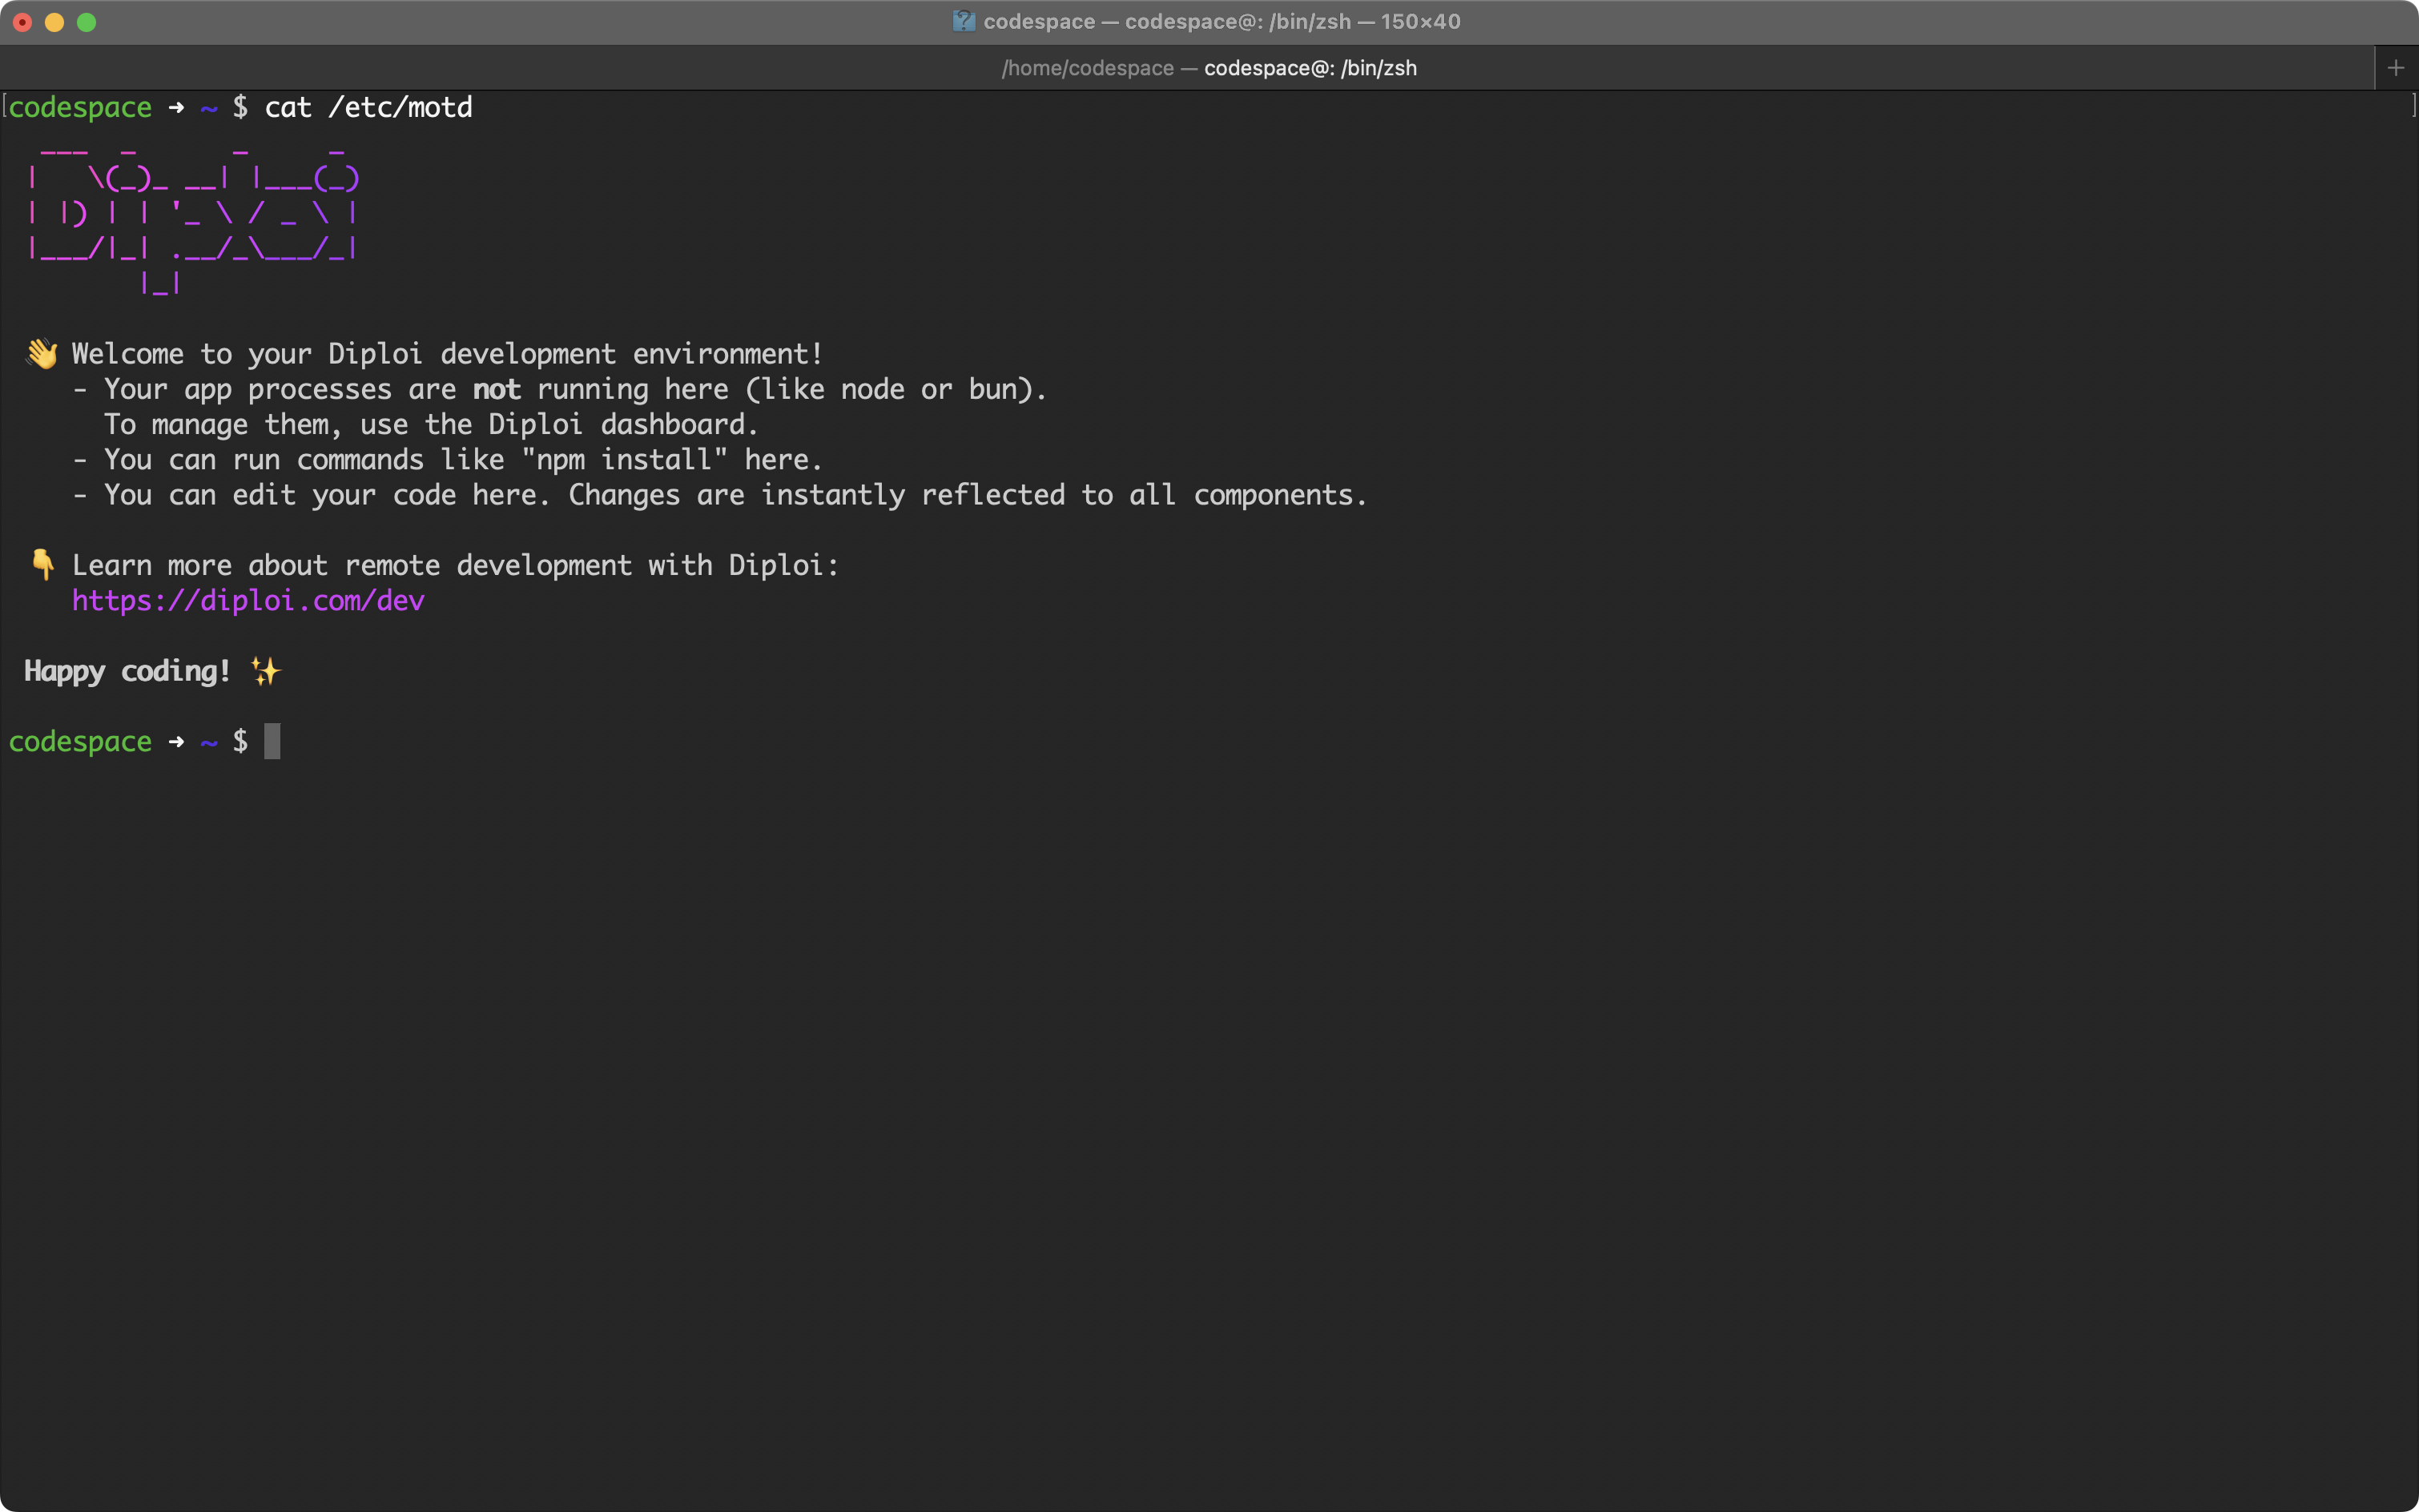 codespace — codespace@: /bin/zsh — 150×40
/home/codespace — codespace@: /bin/zsh
codespace ➜ ~ $ cat /etc/motd
  ___  _      _     _
 |   \(_)_ __| |___(_)
 | |) | | '_ \ / _ \ |
 |___/|_| .__/_\___/_|
        |_|
👋 Welcome to your Diploi development environment!
- Your app processes are not running here (like node or bun).
To manage them, use the Diploi dashboard.
- You can run commands like "npm install" here.
- You can edit your code here. Changes are instantly reflected to all components.
👇 Learn more about remote development with Diploi:
https://diploi.com/dev
Happy coding! ✨
codespace ➜ ~ $